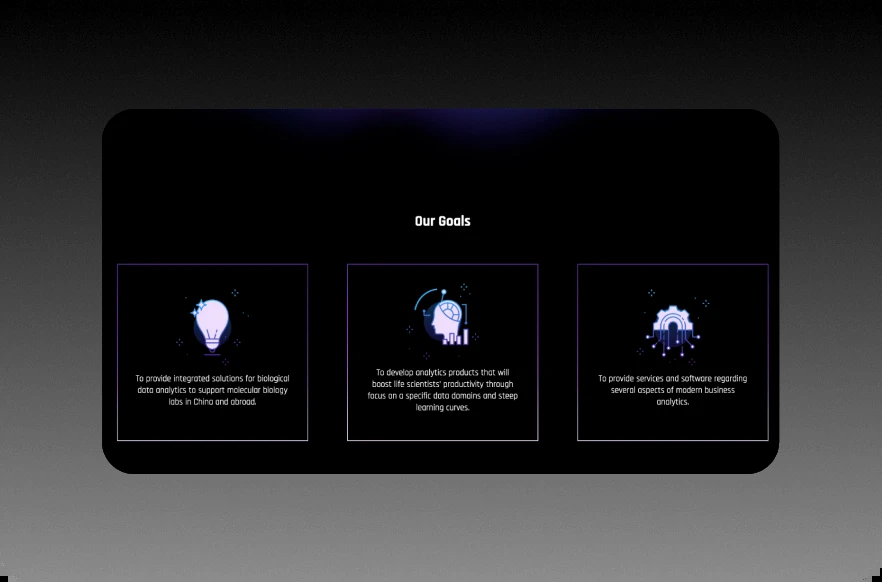 Our Goals
To provide integrated solutions for biological
data analytics to support molecular biology
labs in China and abroad.
To develop analytics products that will
boost life scientists' productivity through
focus on a specific data domains and steep
learning curves.
To provide services and software regarding
several aspects of modern business
analytics.